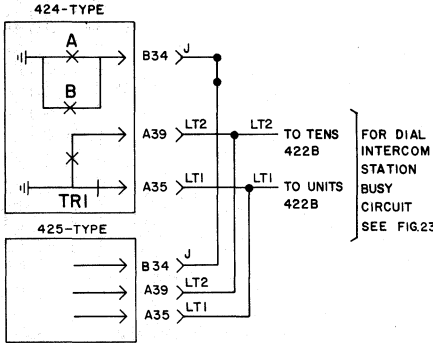 424-TYPE
A
B34 J
B
A39 LT2 LT2
TO TENS
422B
A35 LT1 LT1
TO UNITS
422B
TR1
FOR DIAL
INTERCOM
STATION
BUSY
CIRCUIT
SEE FIG.23
425-TYPE
B34 J
A39 LT2
A35 LT1